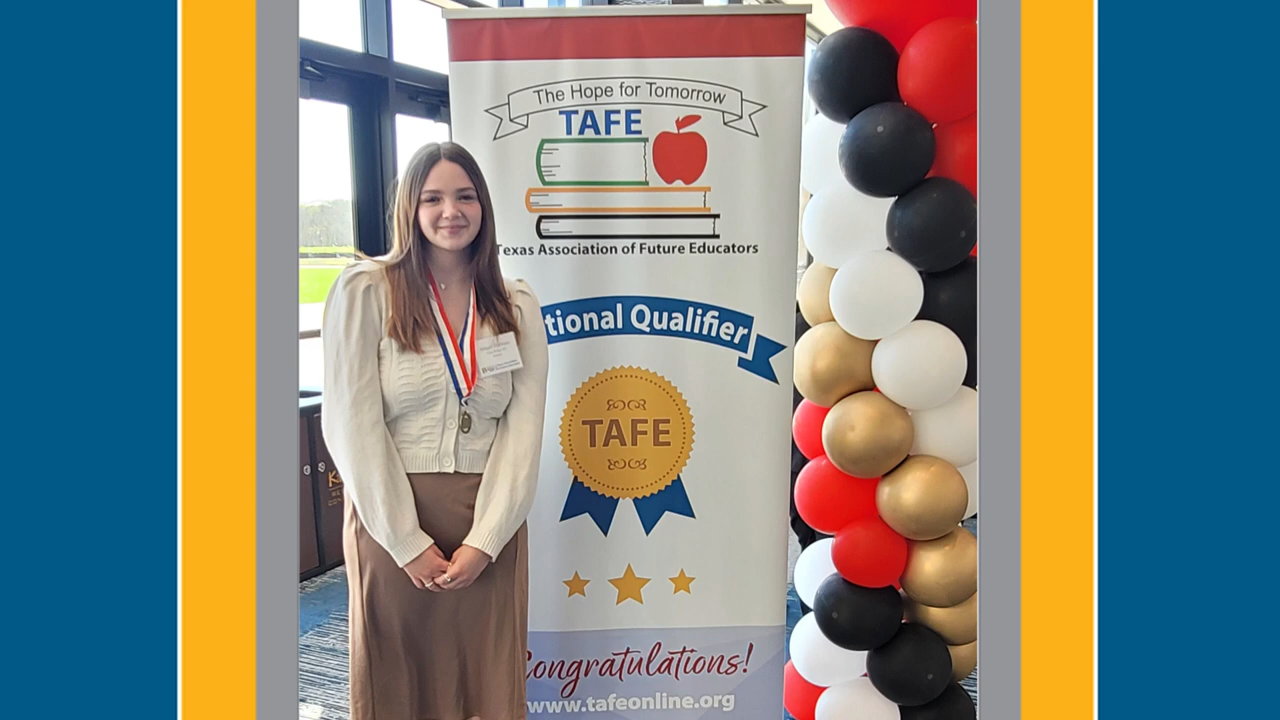 The Hope for Tomorrow
TAFE
Texas Association of Future Educators
tional Qualifier
TAFE
Congratulations!
www.tafeonline.org